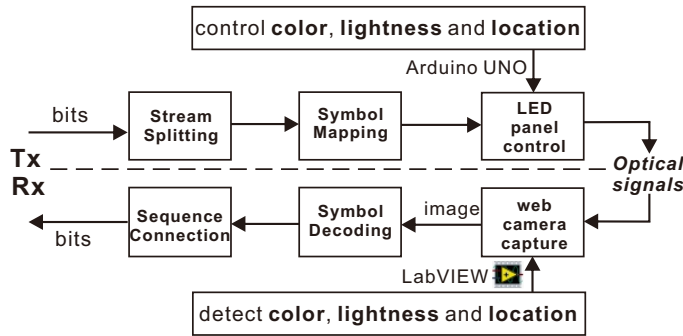 control color, lightness and location
Arduino UNO
bits
Stream
Splitting
Symbol
Mapping
LED
panel
control
Tx
Rx
Optical
signals
bits
Sequence
Connection
Symbol
Decoding
image
web
camera
capture
LabVIEW
detect color, lightness and location